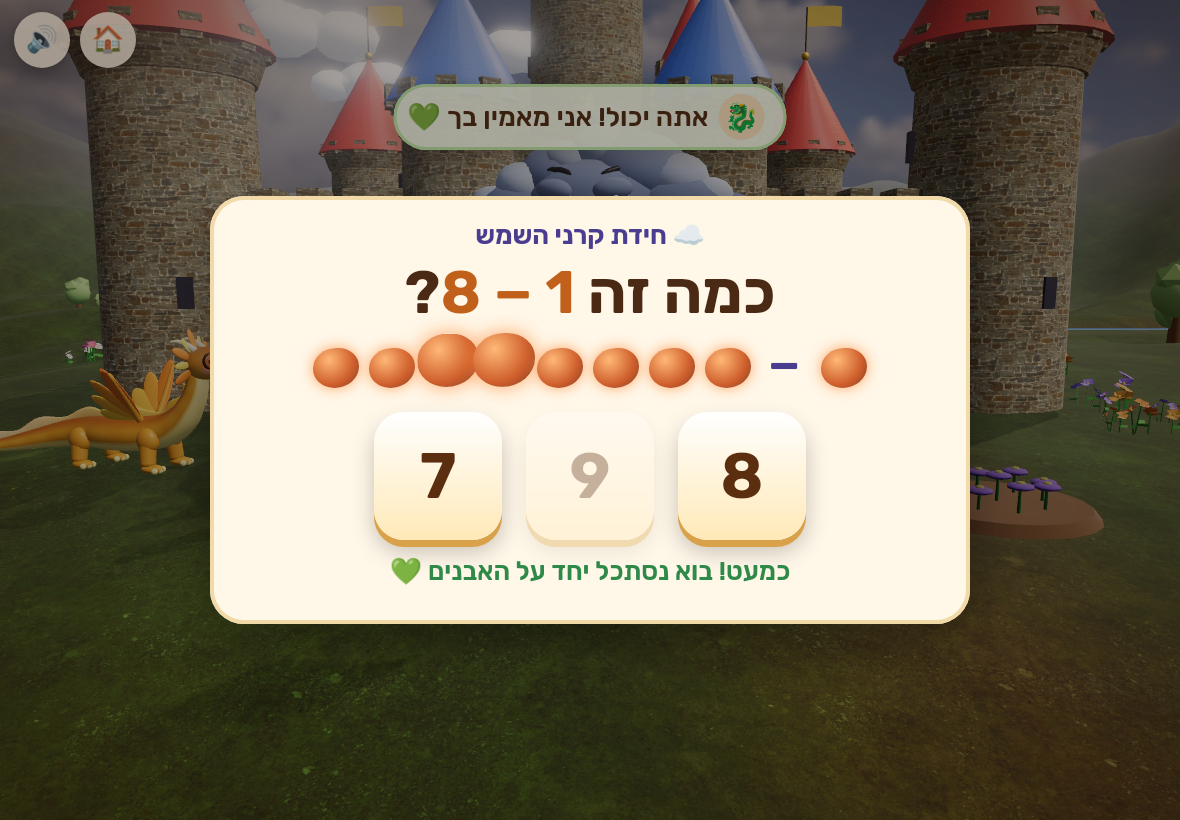 אתה יכול! אני מאמין בך 💚
חידת קרני השמש
כמה זה 8 – 1?
7 9 8
כמעט! בוא נסתכל יחד על האבנים 💚